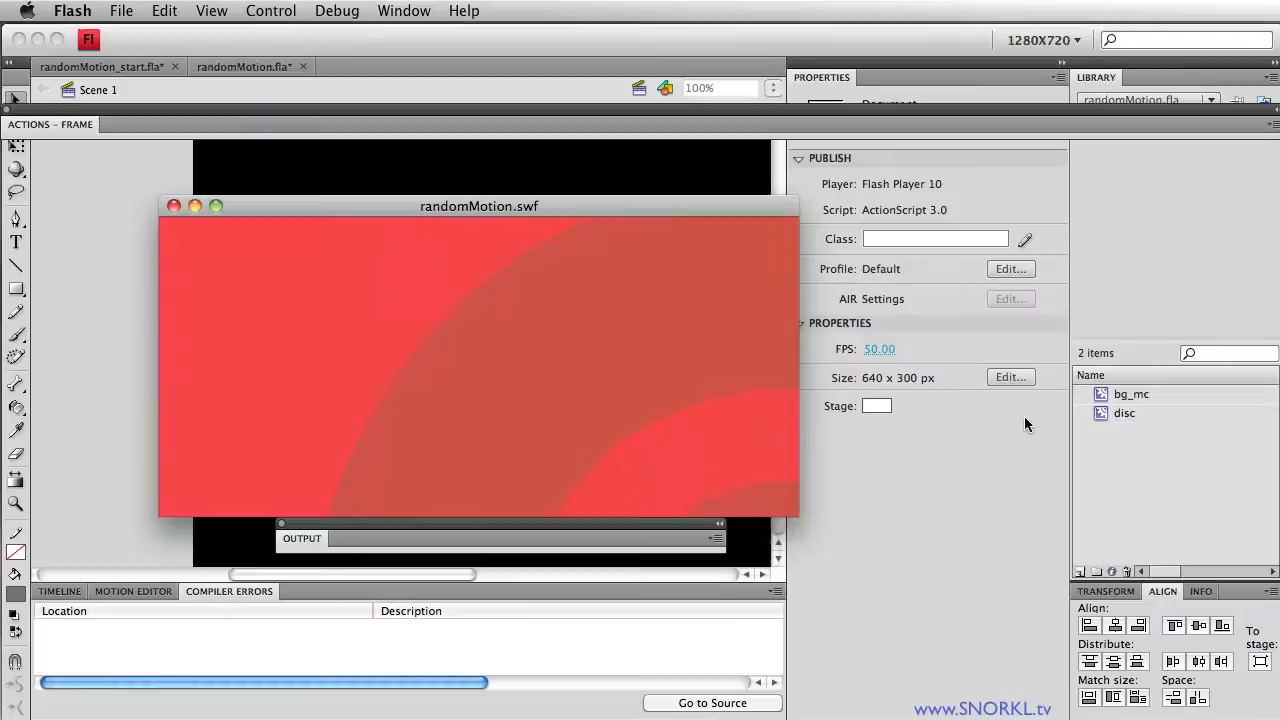 Flash File Edit View Control Debug Window Help
Fl 1280X720
randomMotion_start.fla* randomMotion.fla* PROPERTIES LIBRARY
Scene 1 100% randomMotion.fla
ACTIONS – FRAME
PUBLISH
Player: Flash Player 10
randomMotion.swf
Script: ActionScript 3.0
Class:
Profile: Default Edit...
AIR Settings Edit...
PROPERTIES
FPS: 50.00
2 items
Size: 640 x 300 px Edit...
Name
bg_mc
Stage:
disc
OUTPUT
TIMELINE MOTION EDITOR COMPILER ERRORS TRANSFORM ALIGN INFO
Location Description
Align:
To
stage:
Distribute:
Match size: Space:
Go to Source
www.SNORKL.tv